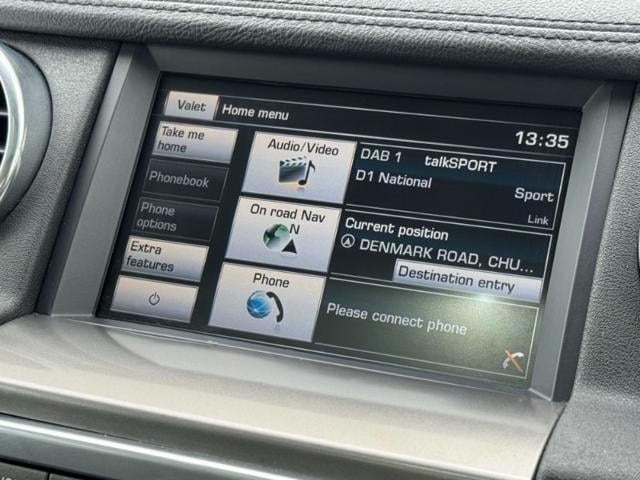 Valet
Home menu
13:35
Take me
home
Phonebook
Phone
options
Extra
features
Audio/Video
DAB 1 talkSPORT
D1 National
Sport
Link
On road Nav
N
Current position
DENMARK ROAD, CHU...
Destination entry
Phone
Please connect phone